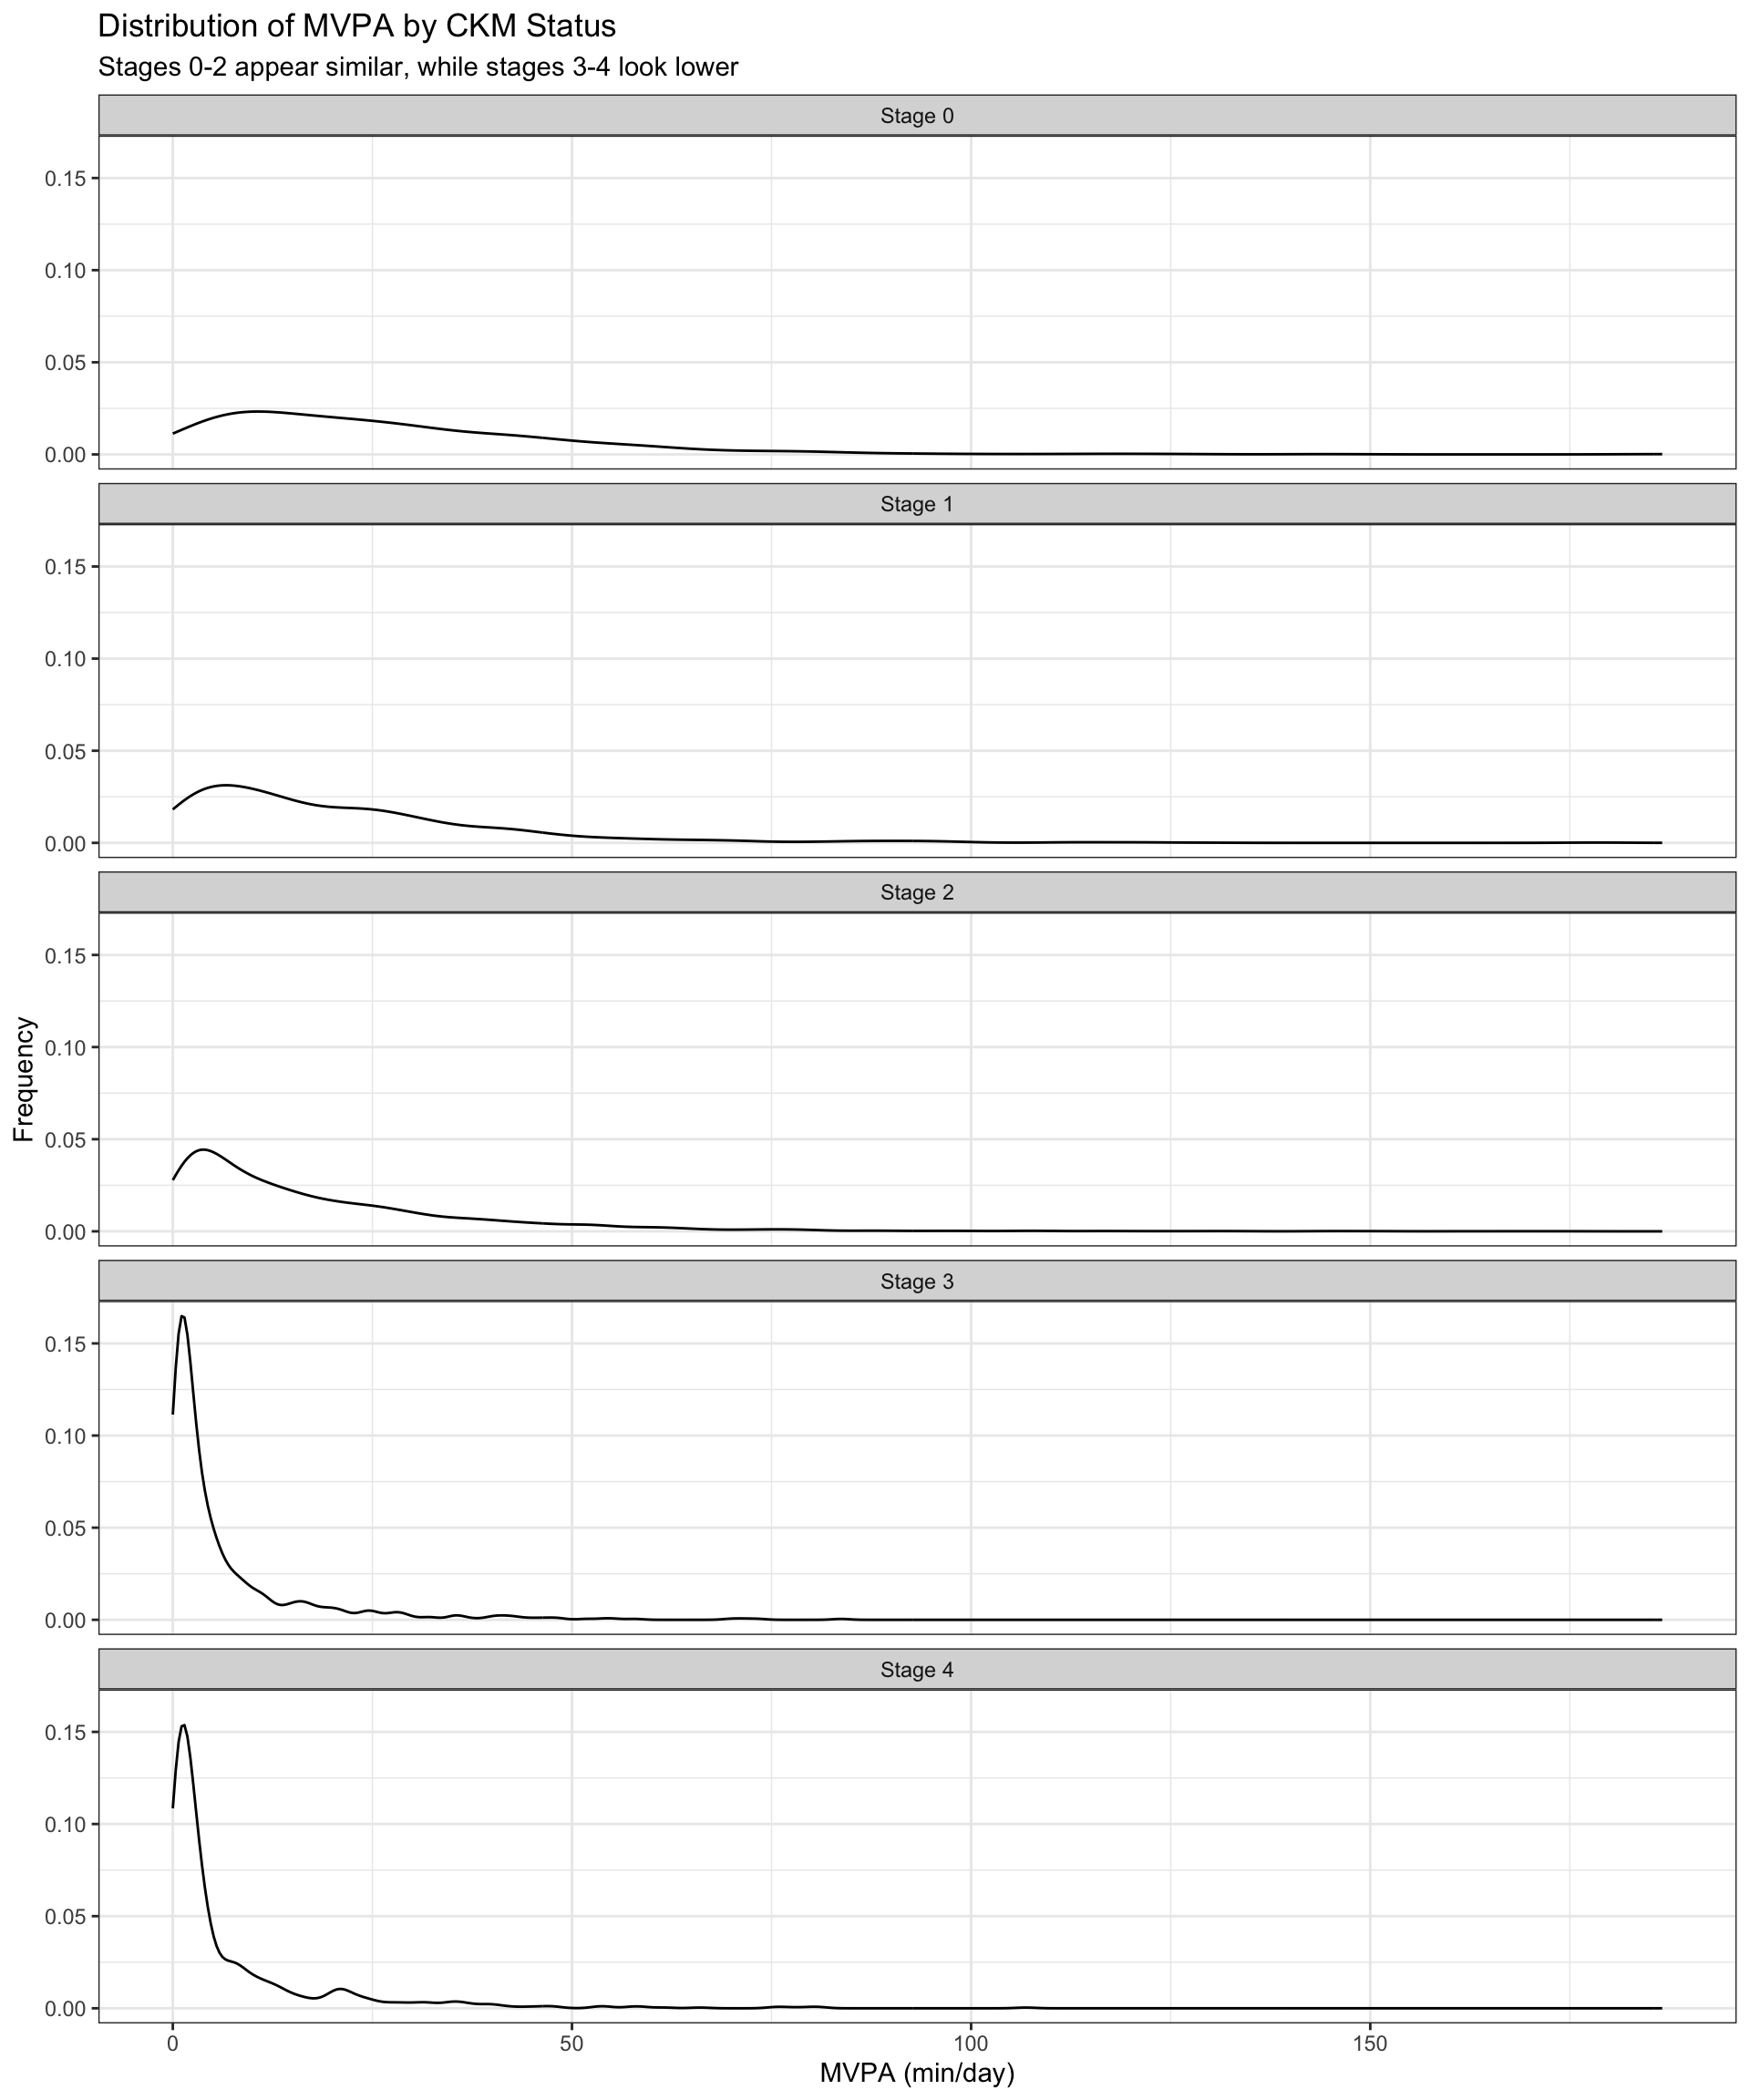 Distribution of MVPA by CKM Status
Stages 0-2 appear similar, while stages 3-4 look lower
Stage 0
0.15
0.10
0.05
0.00
Stage 1
0.15
0.10
0.05
0.00
Stage 2
0.15
0.10
0.05
0.00
Frequency
Stage 3
0.15
0.10
0.05
0.00
Stage 4
0.15
0.10
0.05
0.00
0 50 100 150
MVPA (min/day)